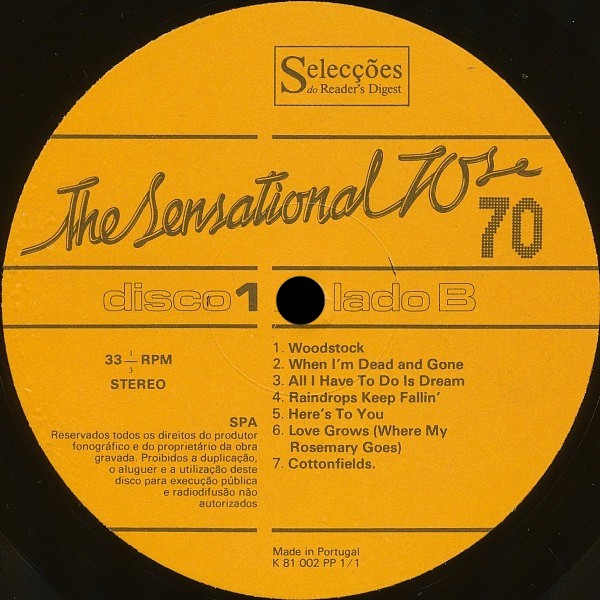 Selecções
do Reader's Digest
The Sensational 70s
70
disco 1 lado B
33 1/3 RPM
STEREO
1. Woodstock
2. When I'm Dead and Gone
3. All I Have To Do Is Dream
4. Raindrops Keep Fallin'
5. Here's To You
6. Love Grows (Where My
Rosemary Goes)
7. Cottonfields.
SPA
Reservados todos os direitos do produtor
fonográfico e do proprietário da obra
gravada. Proibidos a duplicação,
o aluguer e a utilização deste
disco para execução pública
e radiodifusão não
autorizados
Made in Portugal
K 81 002 PP 1/1